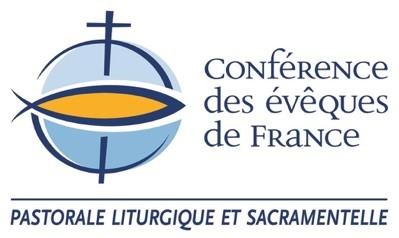 Conférence
des évêques
de France
PASTORALE LITURGIQUE ET SACRAMENTELLE